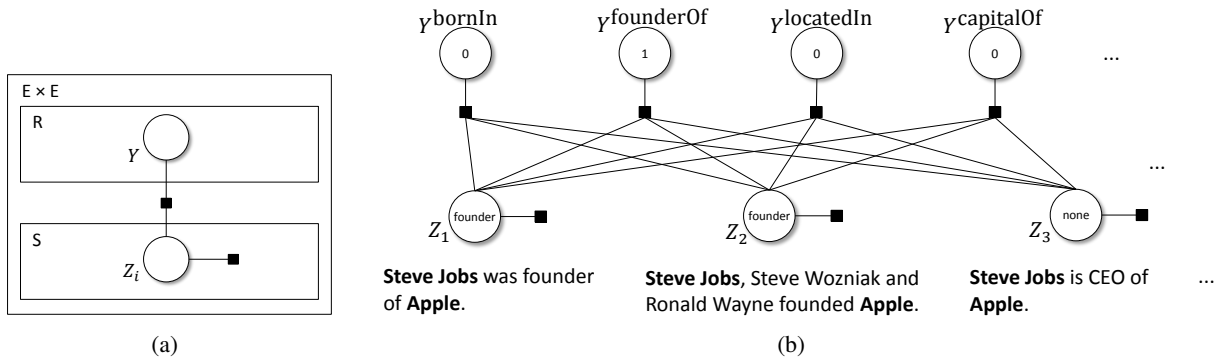 E × E
R
Y
S
Z_i
(a)
Y^bornIn Y^founderOf Y^locatedIn Y^capitalOf
0 1 0 0 ...
...
founder founder none
Z_1 Z_2 Z_3
Steve Jobs was founder
of Apple.
Steve Jobs, Steve Wozniak and
Ronald Wayne founded Apple.
Steve Jobs is CEO of
Apple.
...
(b)